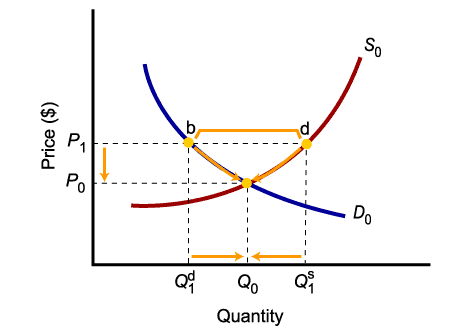 S₀
b
d
P₁
Price ($)
P₀
D₀
Q₁ᵈ
Q₀
Q₁ˢ
Quantity